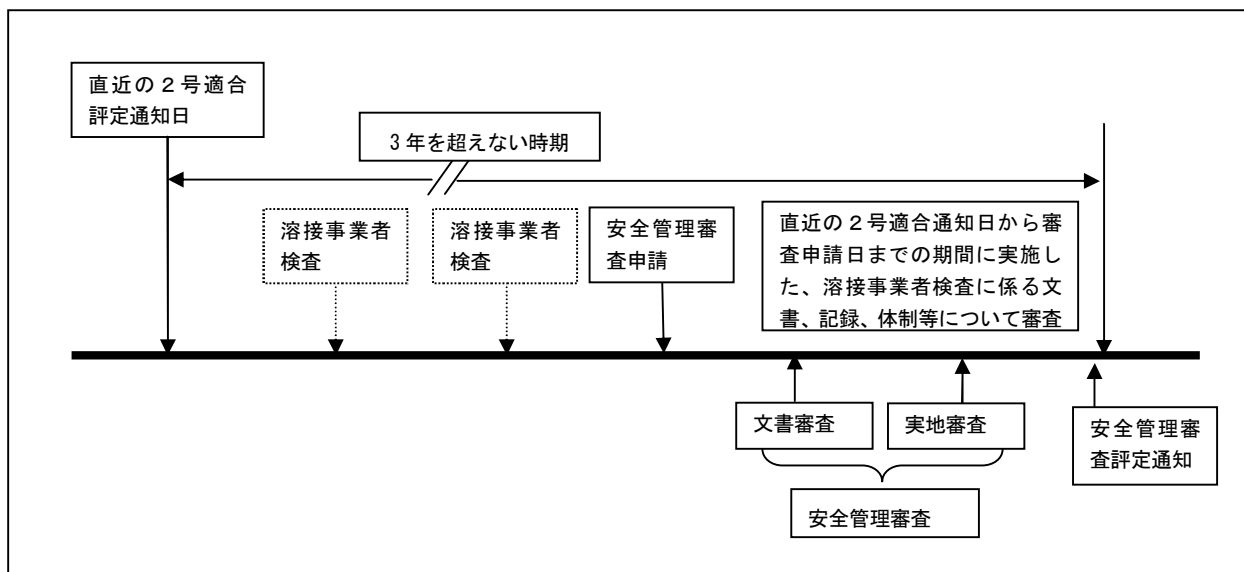 直近の２号適合
評定通知日
3 年を超えない時期
溶接事業者
検査
溶接事業者
検査
安全管理審
査申請
直近の２号適合通知日から審
査申請日までの期間に実施し
た、溶接事業者検査に係る文
書、記録、体制等について審査
文書審査
実地審査
安全管理審
査評定通知
安全管理審査